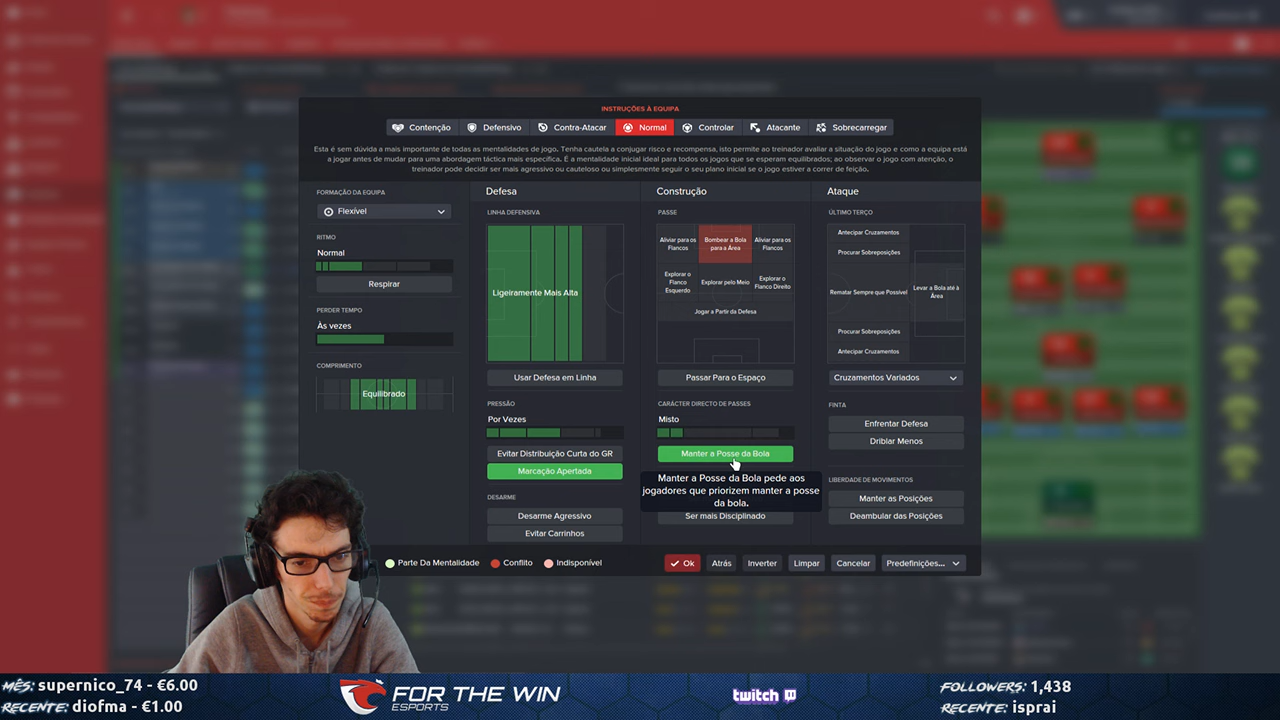 INSTRUÇÕES À EQUIPA
Contenção
Defensivo
Contra-Atacar
Normal
Controlar
Atacante
Sobrecarregar
Esta é sem dúvida a mais importante de todas as mentalidades de jogo. Tenha cautela a conjugar risco e recompensa, isto permite ao treinador avaliar a situação do jogo e como a equipa está
a jogar antes de mudar para uma abordagem táctica mais específica. É a mentalidade inicial ideal para todos os jogos que se esperam equilibrados; ao observar o jogo com atenção, o
treinador pode decidir ser mais agressivo ou cauteloso ou simplesmente seguir o seu plano inicial se o jogo estiver a correr de feição.
FORMAÇÃO DA EQUIPA
Flexível
RITMO
Normal
Respirar
PERDER TEMPO
Às vezes
COMPRIMENTO
Equilibrado
Defesa
LINHA DEFENSIVA
Ligeiramente Mais Alta
Usar Defesa em Linha
PRESSÃO
Por Vezes
Evitar Distribuição Curta do GR
Marcação Apertada
DESARME
Desarme Agressivo
Evitar Carrinhos
Construção
PASSE
Aliviar para os
Flancos
Bombear a Bola
para a Área
Aliviar para os
Flancos
Explorar o
Flanco
Esquerdo
Explorar pelo Meio
Explorar o
Flanco Direito
Jogar a Partir da Defesa
Passar Para o Espaço
CARÁCTER DIRECTO DE PASSES
Misto
Manter a Posse da Bola
Manter a Posse da Bola pede aos
jogadores que priorizem manter a posse
da bola.
Ser mais Disciplinado
Ataque
ÚLTIMO TERÇO
Antecipar Cruzamentos
Procurar Sobreposições
Rematar Sempre que Possível
Levar a Bola até à
Área
Procurar Sobreposições
Antecipar Cruzamentos
Cruzamentos Variados
FINTA
Enfrentar Defesa
Driblar Menos
LIBERDADE DE MOVIMENTOS
Manter as Posições
Deambular das Posições
Parte Da Mentalidade
Conflito
Indisponível
Ok
Atrás
Inverter
Limpar
Cancelar
Predefinições...
MÊS: supernico_74 - €6.00
RECENTE: diofma - €1.00
FOR THE WIN
ESPORTS
twitch
FOLLOWERS: 1,438
RECENTE: isprai